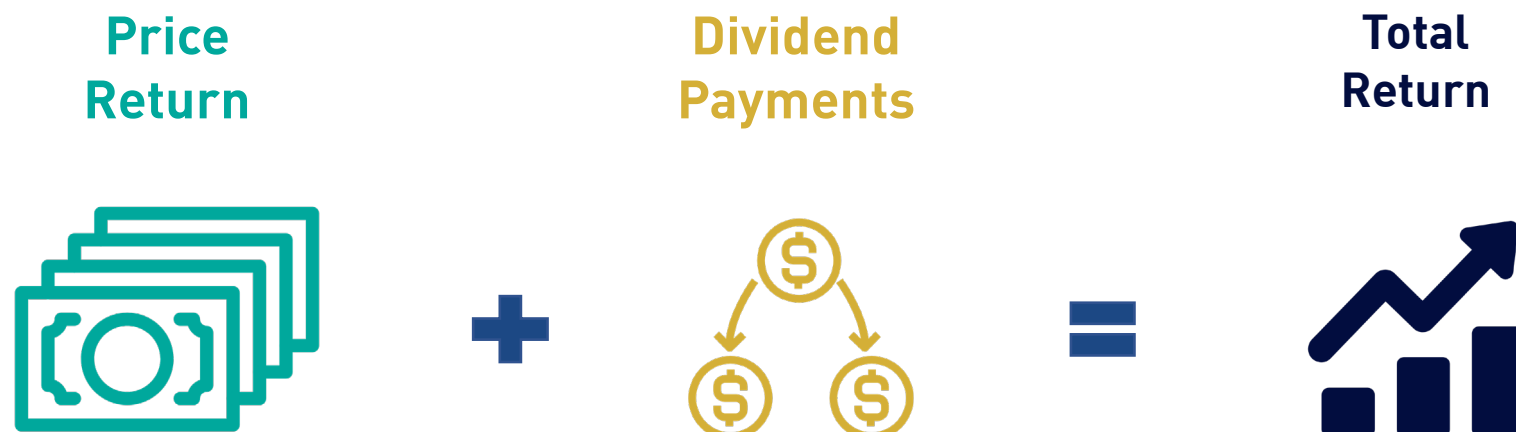 Price
Return
Dividend
Payments
Total
Return
$
+
$
$
=